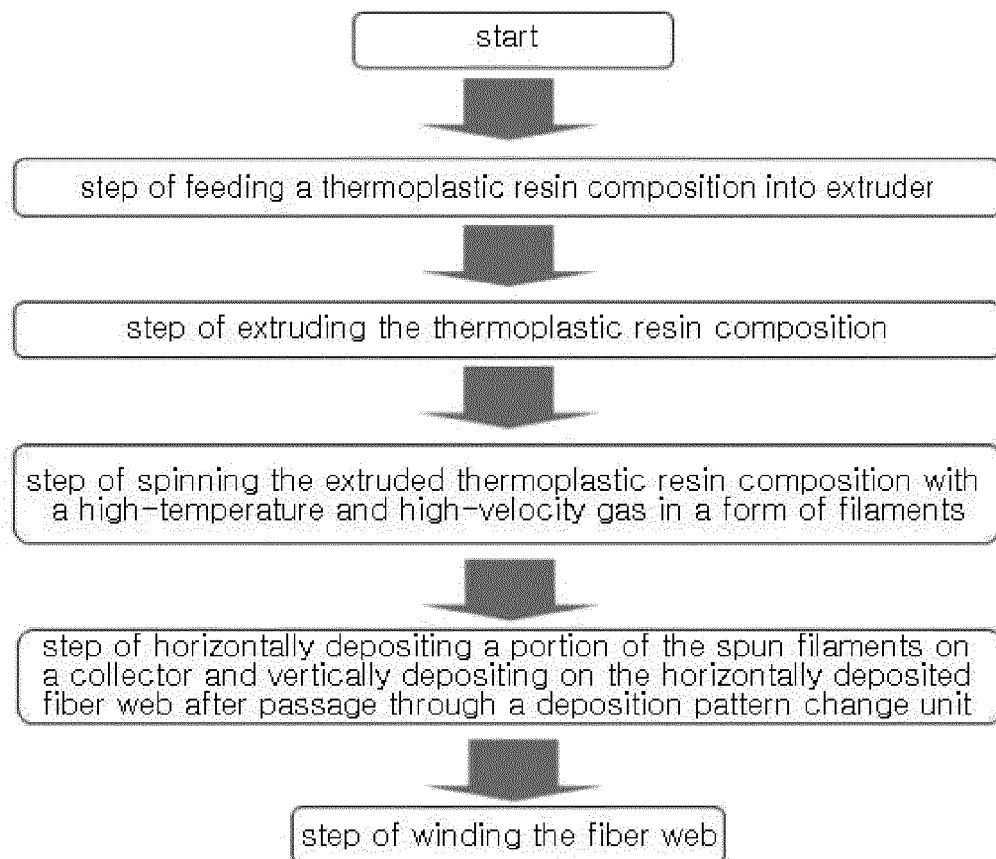 start
step of feeding a thermoplastic resin composition into extruder
step of extruding the thermoplastic resin composition
step of spinning the extruded thermoplastic resin composition with
a high-temperature and high-velocity gas in a form of filaments
step of horizontally depositing a portion of the spun filaments on
a collector and vertically depositing on the horizontally deposited
fiber web after passage through a deposition pattern change unit
step of winding the fiber web